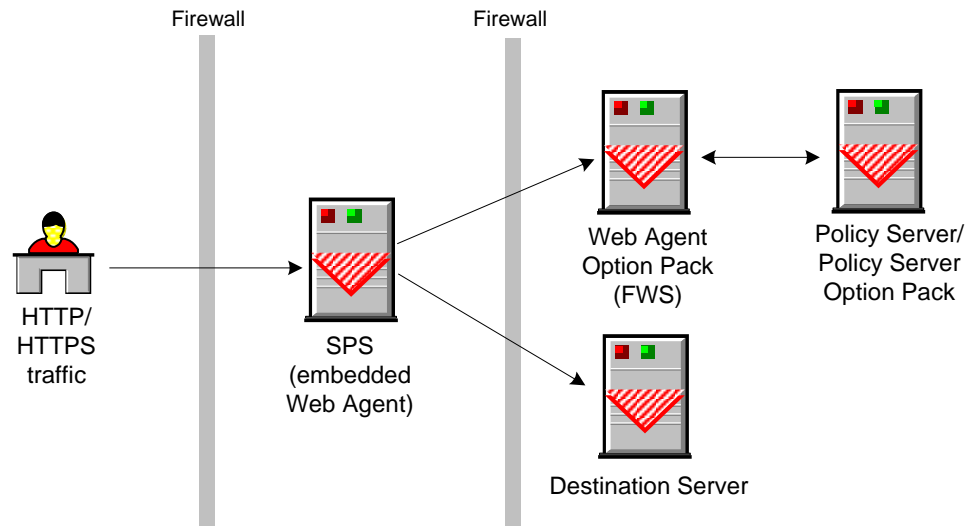 Firewall
Firewall
HTTP/
HTTPS
traffic
SPS
(embedded
Web Agent)
Web Agent
Option Pack
(FWS)
Policy Server/
Policy Server
Option Pack
Destination Server